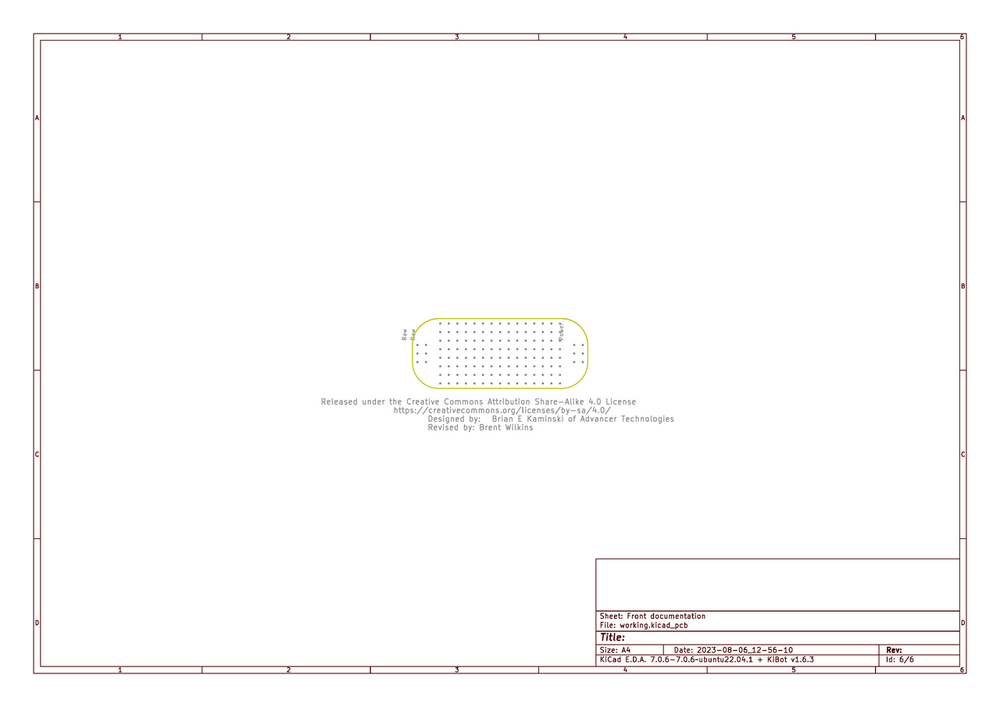 1 2 3 4 5 6
A A
Raw
Raw
Power
B B
Released under the Creative Commons Attribution Share-Alike 4.0 License
https://creativecommons.org/licenses/by-sa/4.0/
Designed by: Brian E Kaminski of Advancer Technologies
Revised by: Brent Wilkins
C C
Sheet: Front documentation
File: working.kicad_pcb
D D
Title:
Size: A4 Date: 2023-08-06_12-56-10 Rev:
KiCad E.D.A. 7.0.6-7.0.6~ubuntu22.04.1 + KiBot v1.6.3 Id: 6/6
1 2 3 4 5 6